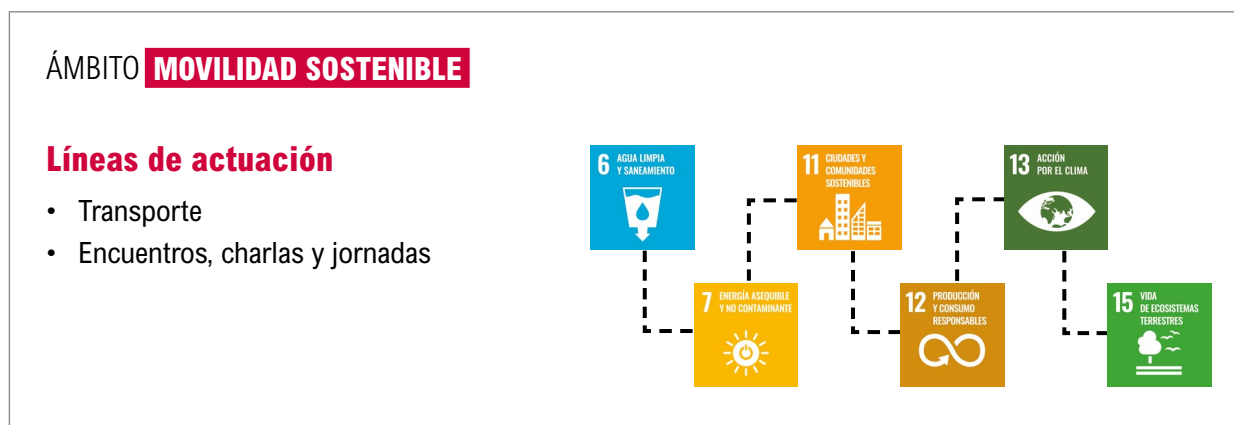 ÁMBITO MOVILIDAD SOSTENIBLE
Líneas de actuación
• Transporte
• Encuentros, charlas y jornadas
6 AGUA LIMPIA
Y SANEAMIENTO
7 ENERGÍA ASEQUIBLE
Y NO CONTAMINANTE
11 CIUDADES Y
COMUNIDADES
SOSTENIBLES
12 PRODUCCIÓN
Y CONSUMO
RESPONSABLES
13 ACCIÓN
POR EL CLIMA
15 VIDA
DE ECOSISTEMAS
TERRESTRES